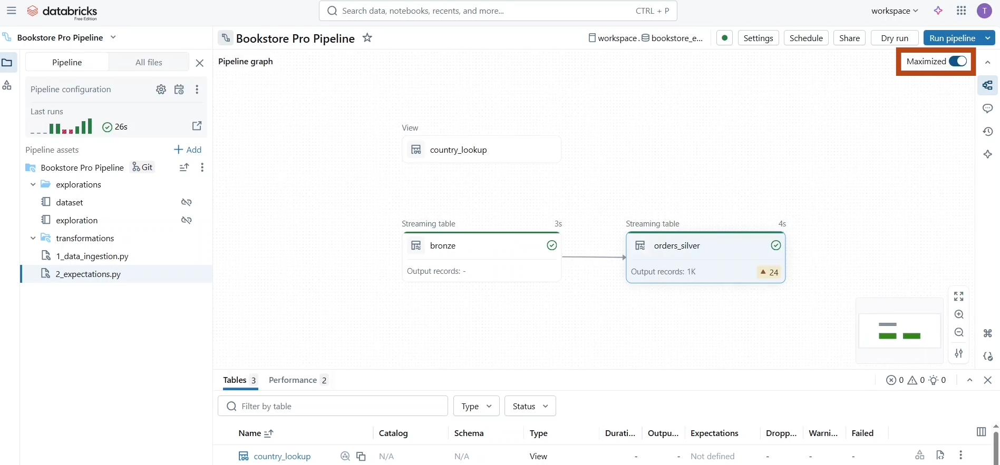 databricks
Free Edition
Search data, notebooks, recents, and more...
CTRL + P
workspace
T
Bookstore Pro Pipeline
Bookstore Pro Pipeline
workspace.
bookstore_e...
Settings
Schedule
Share
Dry run
Run pipeline
Pipeline
All files
Pipeline graph
Maximized
Pipeline configuration
Last runs
26s
Pipeline assets
Add
Bookstore Pro Pipeline
Git
explorations
dataset
exploration
transformations
1_data_ingestion.py
2_expectations.py
View
country_lookup
Streaming table
3s
bronze
Output records: -
Streaming table
4s
orders_silver
Output records: 1K
24
Tables 3
Performance 2
0
0
0
Filter by table
Type
Status
Name
Catalog
Schema
Type
Durati...
Outpu...
Expectations
Dropp...
Warni...
Failed
country_lookup
N/A
N/A
View
-
-
Not defined
-
-
-